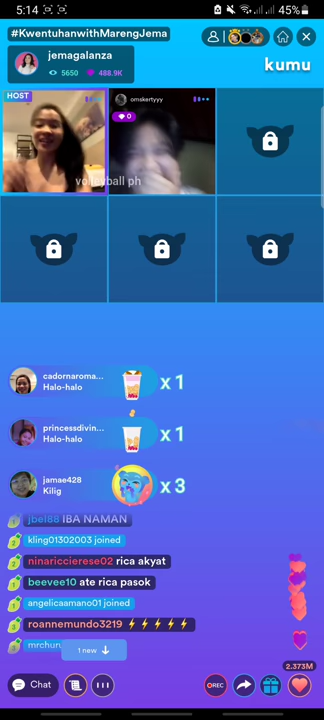 5:14
45%
#KwentuhanwithMarengJema
jemagalanza
5650 488.9K
kumu
HOST
omskertyyy
0
volleyball ph
cadornaroma...
Halo-halo
x 1
princessdivin...
Halo-halo
x 1
jamae428
Kilig
x 3
jbel88 IBA NAMAN
kling01302003 joined
ninariccierese02 rica akyat
beevee10 ate rica pasok
angelicaamano01 joined
roannemundo3219 ⚡⚡⚡⚡⚡
1 new ↓
2.373M
Chat
REC